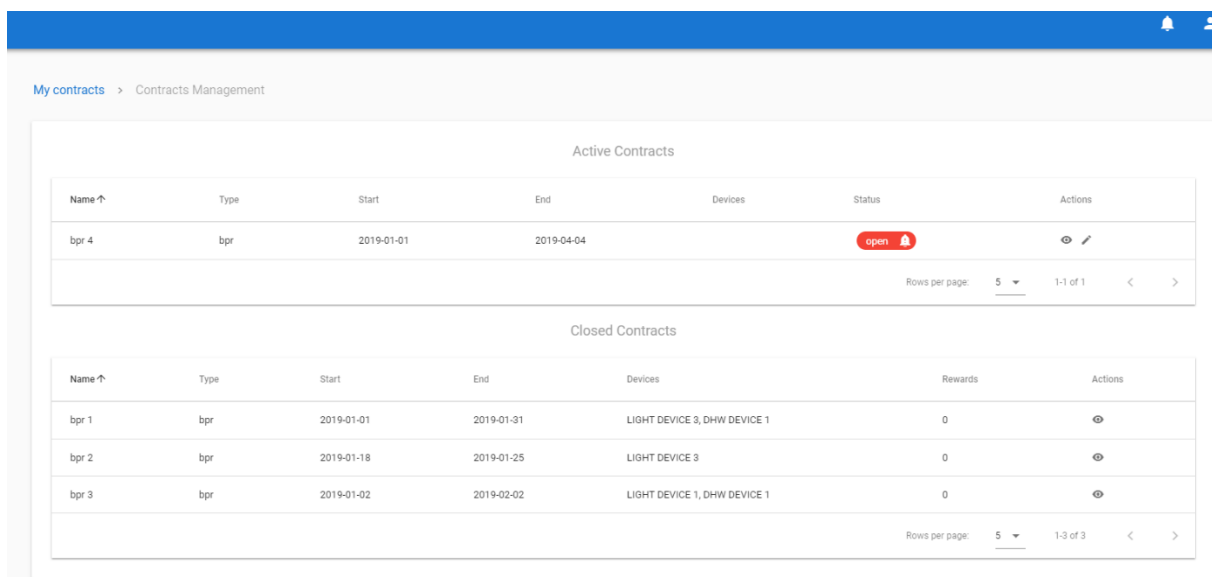 My contracts > Contracts Management
Active Contracts
Name Type Start End Devices Status Actions
bpr 4 bpr 2019-01-01 2019-04-04 open
Rows per page: 5 1-1 of 1
Closed Contracts
Name Type Start End Devices Rewards Actions
bpr 1 bpr 2019-01-01 2019-01-31 LIGHT DEVICE 3, DHW DEVICE 1 0
bpr 2 bpr 2019-01-18 2019-01-25 LIGHT DEVICE 3 0
bpr 3 bpr 2019-01-02 2019-02-02 LIGHT DEVICE 1, DHW DEVICE 1 0
Rows per page: 5 1-3 of 3